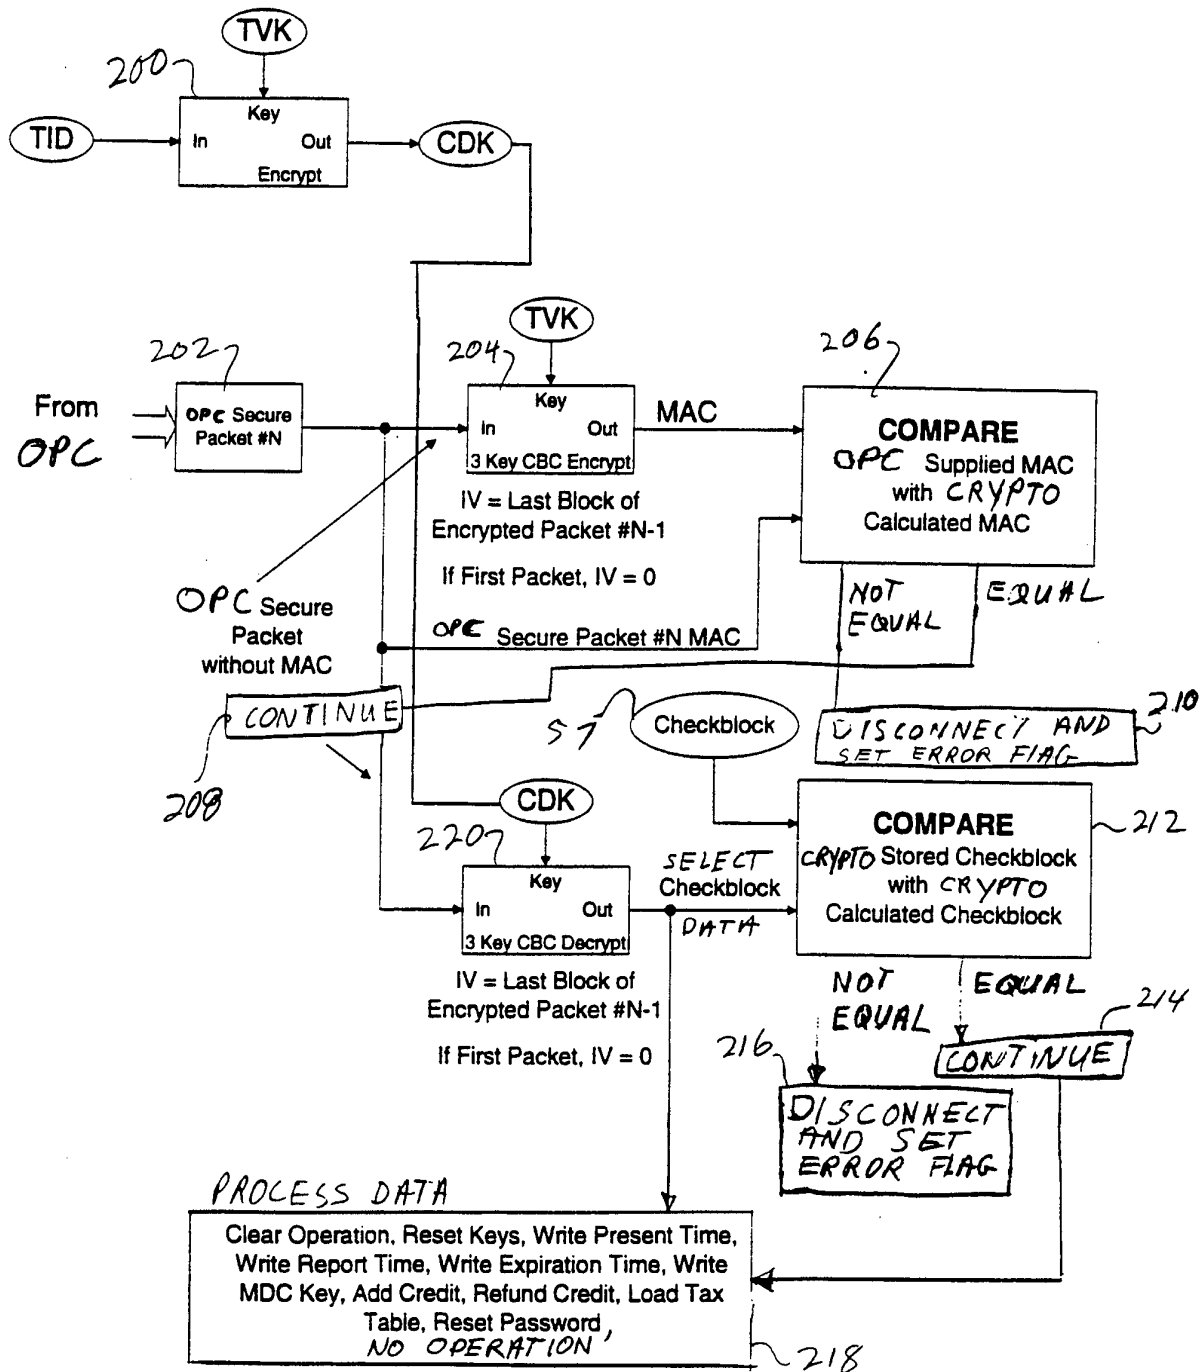 TVK
200
Key
TID
In
Out
CDK
Encrypt
TVK
202
204
206
From
OPC
OPC Secure
Packet #N
Key
In
Out
3 Key CBC Encrypt
MAC
COMPARE
OPC Supplied MAC
with CRYPTO
Calculated MAC
IV = Last Block of
Encrypted Packet #N-1
If First Packet, IV = 0
OPC Secure
Packet
without MAC
NOT
EQUAL
EQUAL
OPC Secure Packet #N MAC
CONTINUE
208
57
Checkblock
DISCONNECT AND
SET ERROR FLAG
210
CDK
220
Key
In
Out
3 Key CBC Decrypt
SELECT
Checkblock
DATA
COMPARE
CRYPTO Stored Checkblock
with CRYPTO
Calculated Checkblock
212
IV = Last Block of
Encrypted Packet #N-1
If First Packet, IV = 0
NOT
EQUAL
EQUAL
214
CONTINUE
216
DISCONNECT
AND SET
ERROR FLAG
PROCESS DATA
Clear Operation, Reset Keys, Write Present Time,
Write Report Time, Write Expiration Time, Write
MDC Key, Add Credit, Refund Credit, Load Tax
Table, Reset Password,
NO OPERATION
218